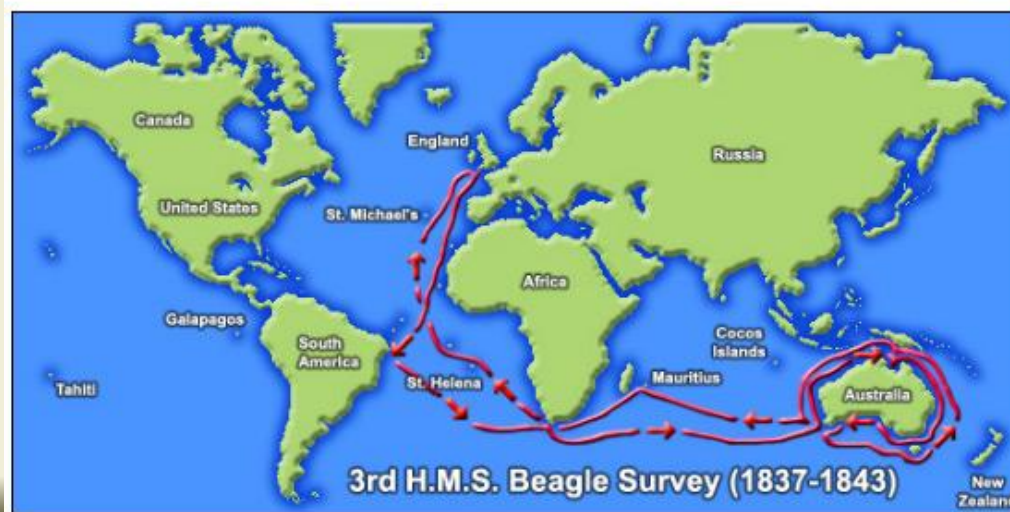 Canada
England
Russia
United States
St. Michael's
Africa
Galapagos
South
America
Cocos
Islands
Tahiti
St. Helena
Mauritius
Australia
3rd H.M.S. Beagle Survey (1837-1843)
New
Zealand